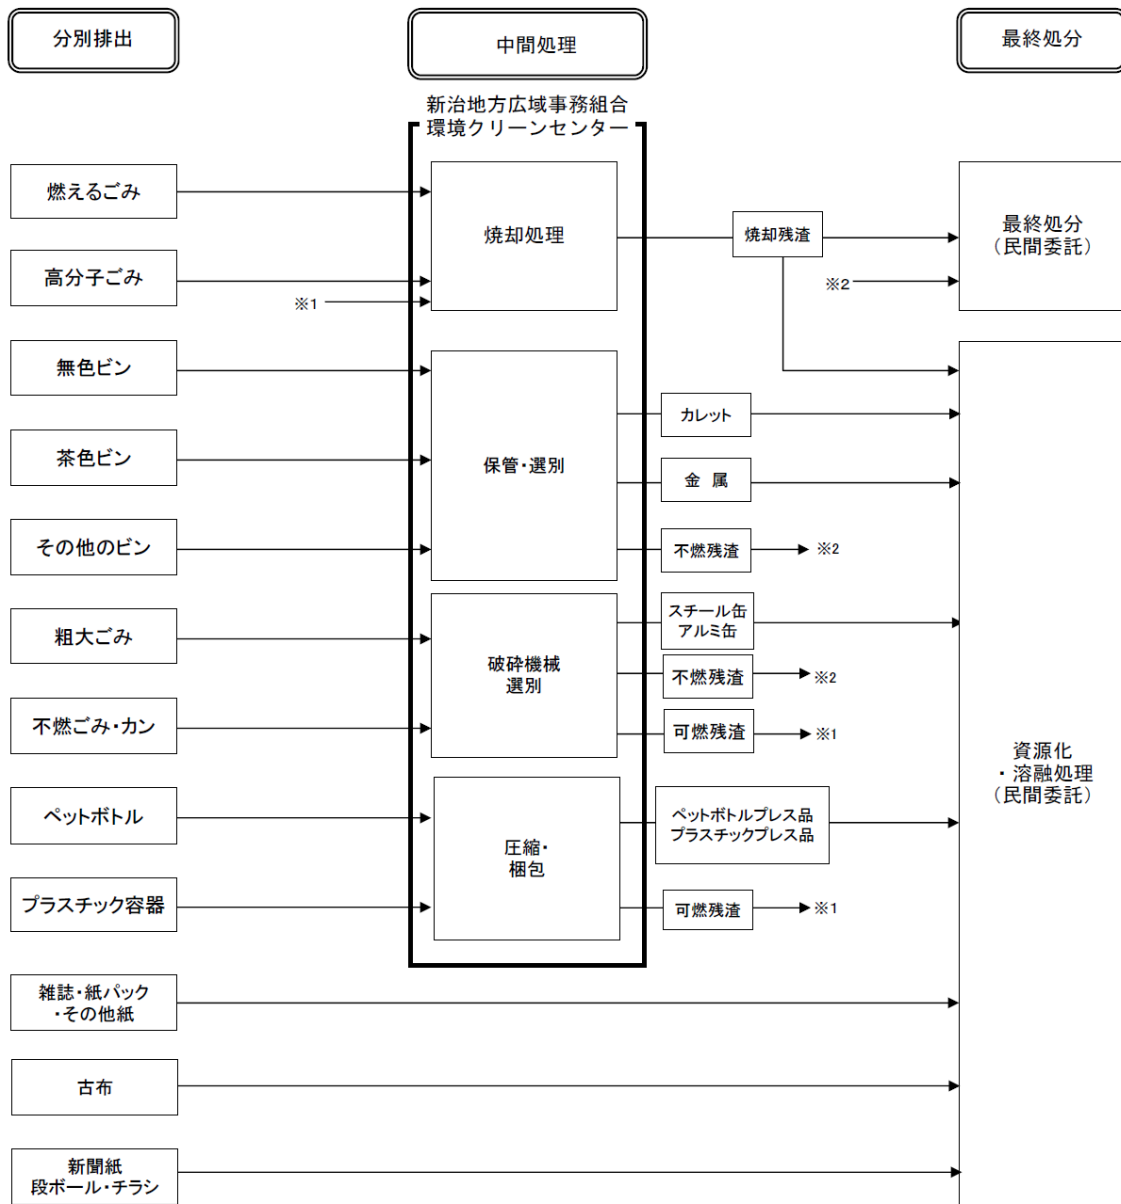 分別排出
中間処理
最終処分
新治地方広域事務組合
環境クリーンセンター
燃えるごみ
高分子ごみ
※1
無色ビン
茶色ビン
その他のビン
粗大ごみ
不燃ごみ・カン
ペットボトル
プラスチック容器
雑誌・紙パック
・その他紙
古布
新聞紙
段ボール・チラシ
焼却処理
保管・選別
破砕機械
選別
圧縮・
梱包
焼却残渣
※2
カレット
金 属
不燃残渣
※2
スチール缶
アルミ缶
不燃残渣
※2
可燃残渣
※1
ペットボトルプレス品
プラスチックプレス品
可燃残渣
※1
最終処分
（民間委託）
資源化
・溶融処理
（民間委託）